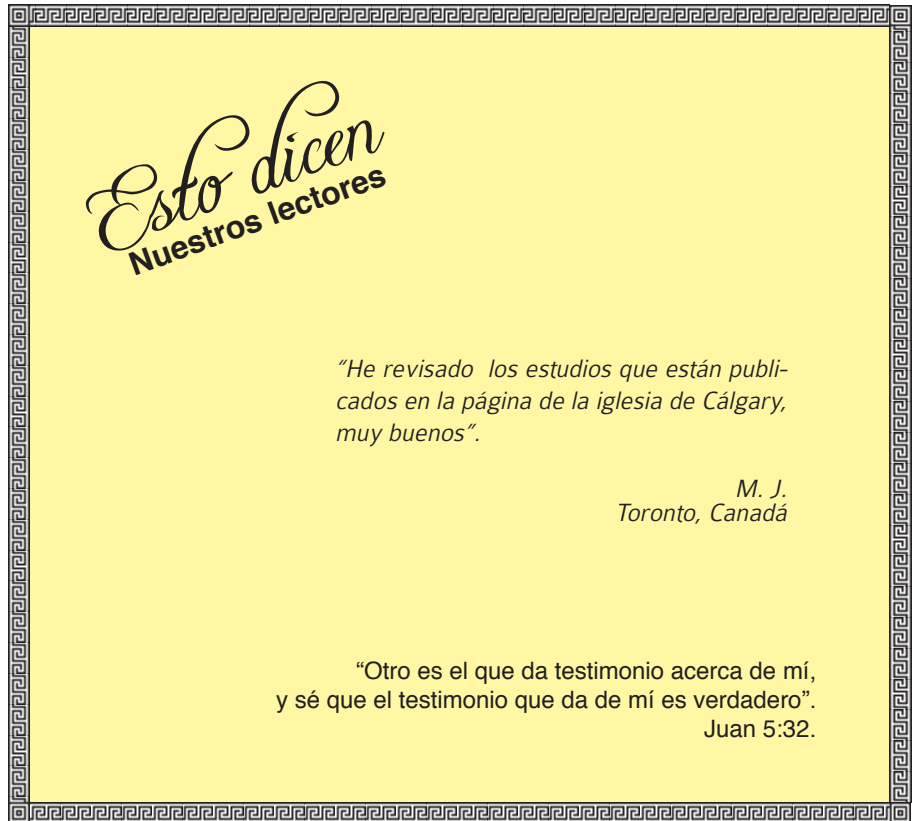 Esto dicen
Nuestros lectores
“He revisado  los estudios que están publi-
cados en la página de la iglesia de Cálgary,
muy buenos”.
M. J.
Toronto, Canadá
“Otro es el que da testimonio acerca de mí,
y sé que el testimonio que da de mí es verdadero”.
Juan 5:32.